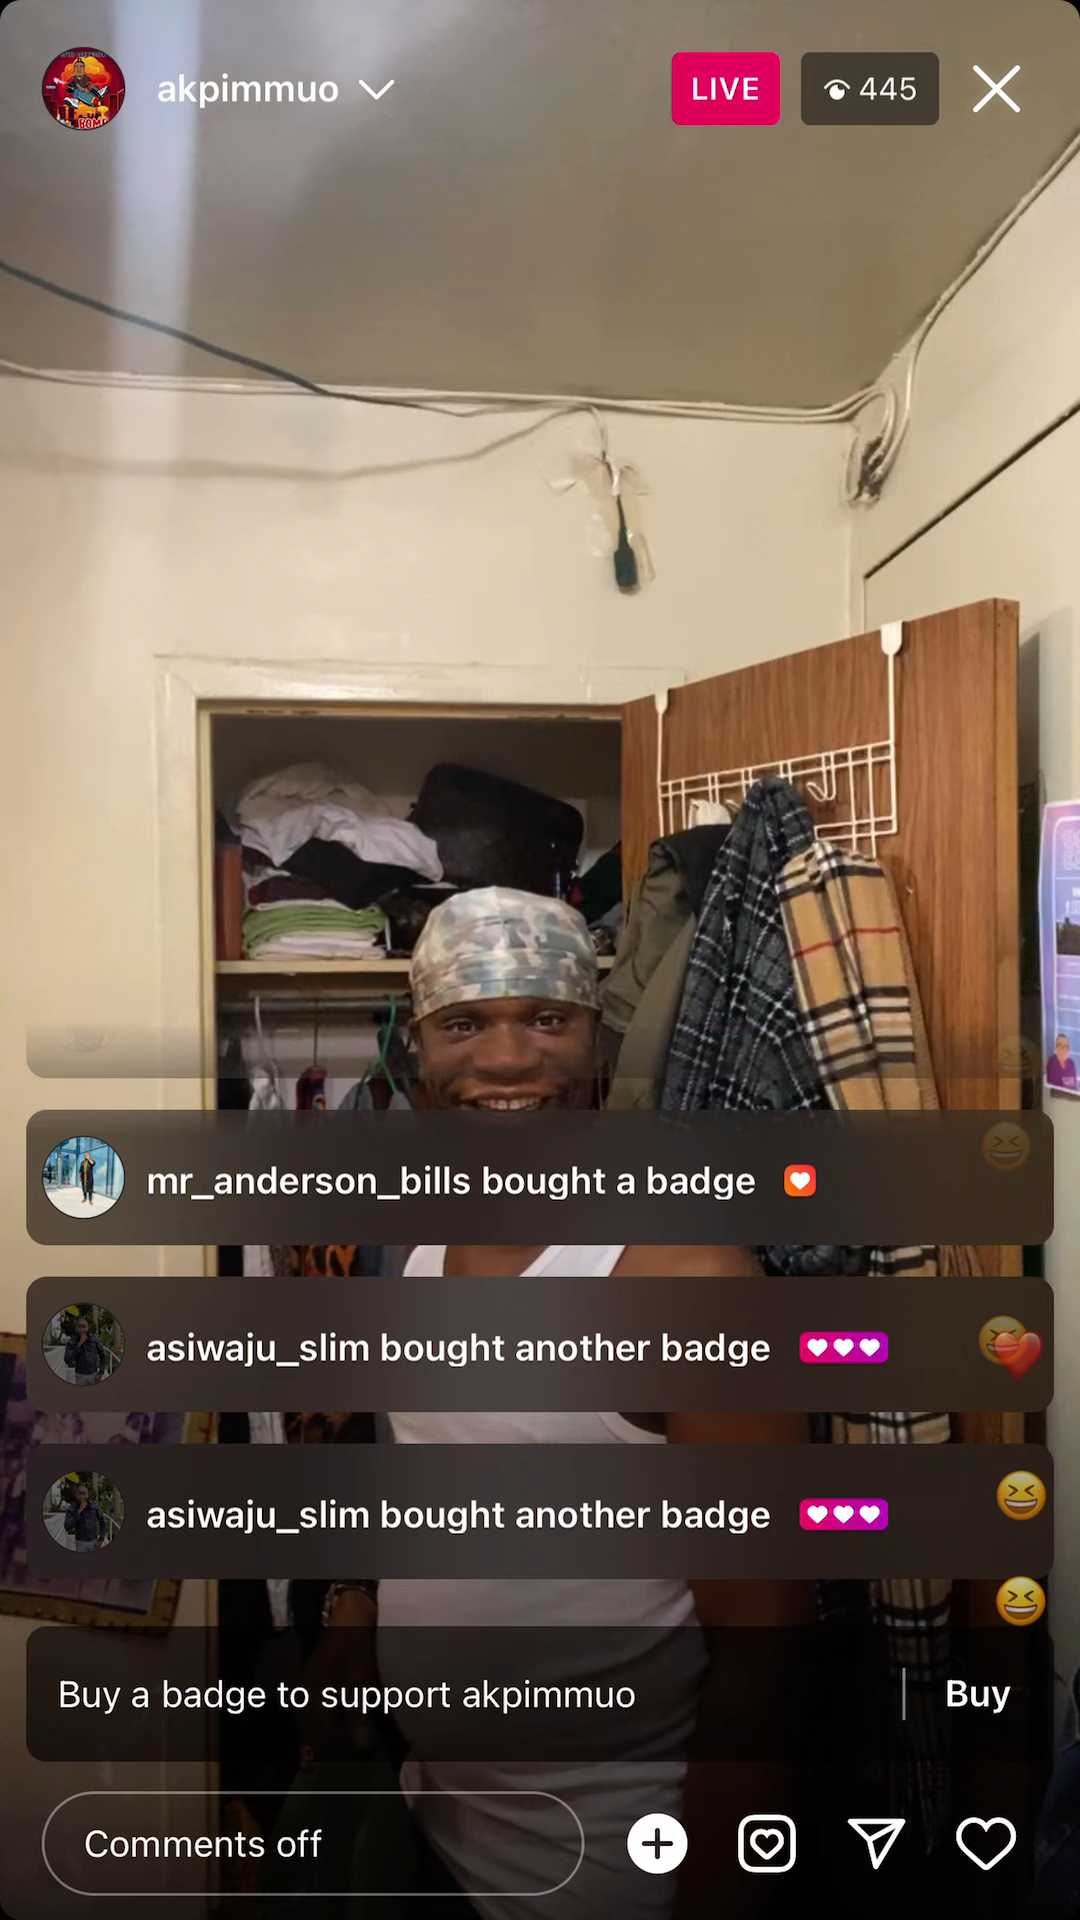 akpimmuo
LIVE
445
mr_anderson_bills bought a badge
asiwaju_slim bought another badge
asiwaju_slim bought another badge
Buy a badge to support akpimmuo
Buy
Comments off